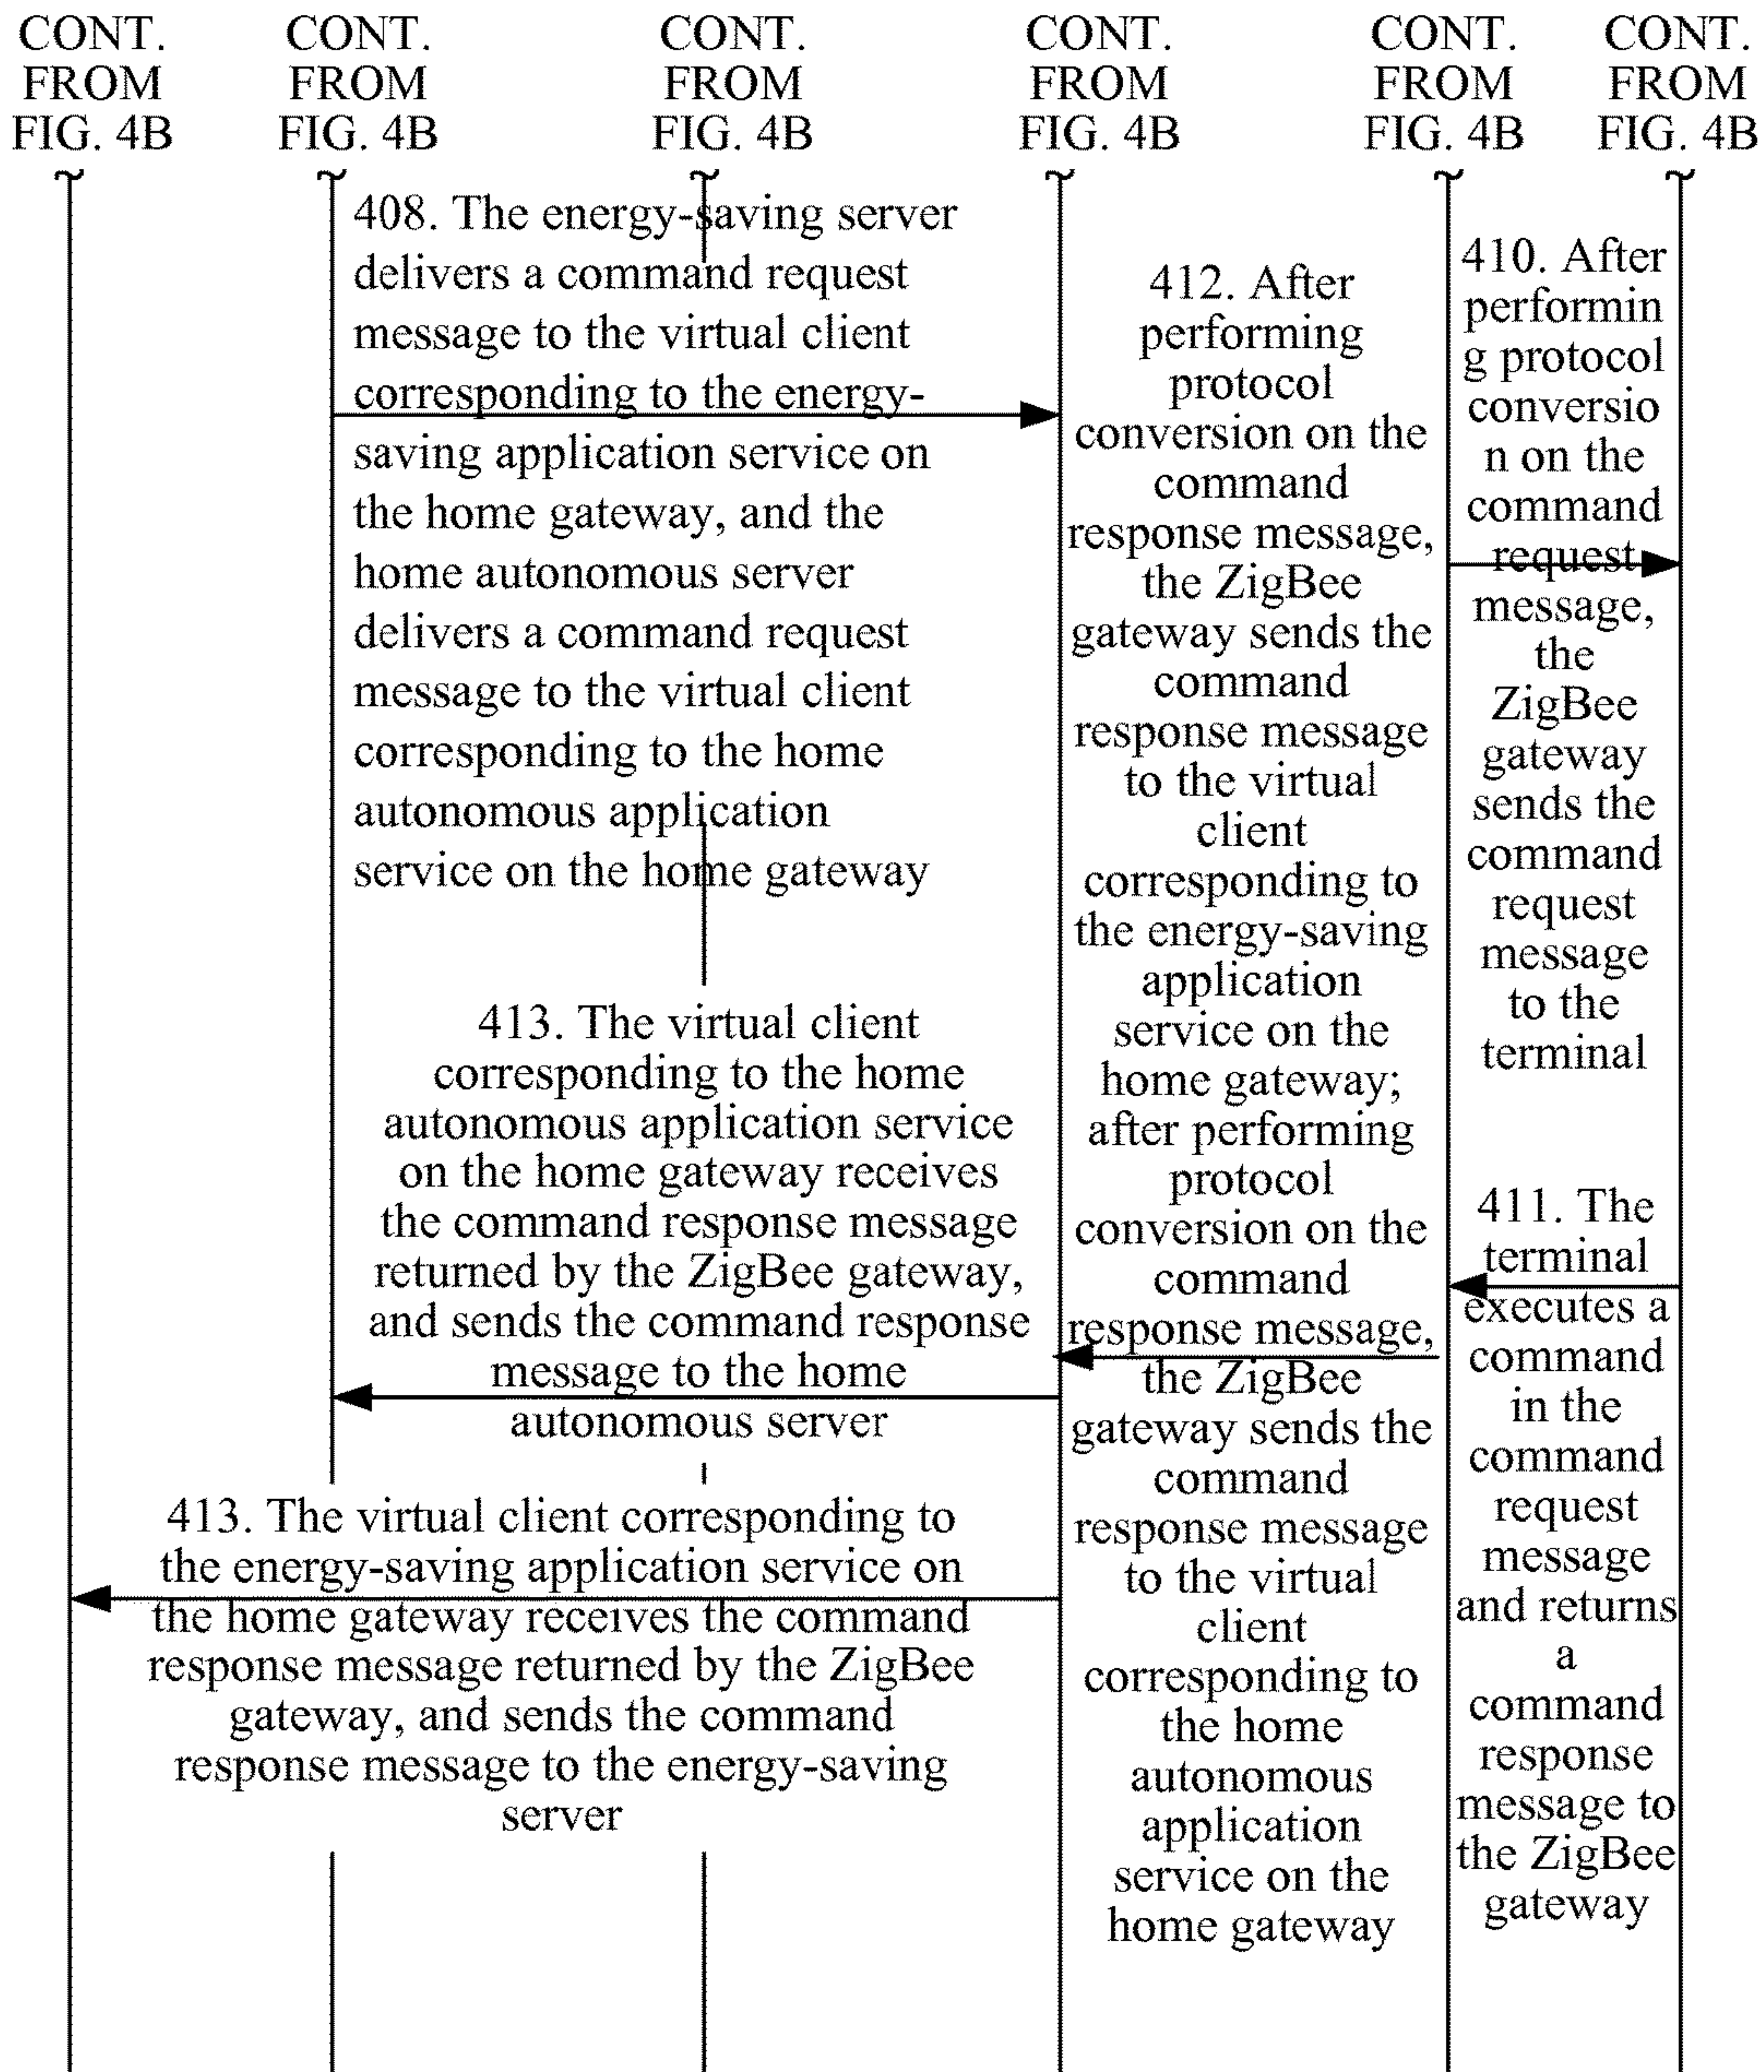 CONT.
FROM
FIG. 4B
CONT.
FROM
FIG. 4B
CONT.
FROM
FIG. 4B
CONT.
FROM
FIG. 4B
CONT.
FROM
FIG. 4B
CONT.
FROM
FIG. 4B
408. The energy-saving server
delivers a command request
message to the virtual client
corresponding to the energy-
saving application service on
the home gateway, and the
home autonomous server
delivers a command request
message to the virtual client
corresponding to the home
autonomous application
service on the home gateway
413. The virtual client
corresponding to the home
autonomous application service
on the home gateway receives
the command response message
returned by the ZigBee gateway,
and sends the command response
message to the home
autonomous server
413. The virtual client corresponding to
the energy-saving application service on
the home gateway receives the command
response message returned by the ZigBee
gateway, and sends the command
response message to the energy-saving
server
412. After
performing
protocol
conversion on the
command
response message,
the ZigBee
gateway sends the
command
response message
to the virtual
client
corresponding to
the energy-saving
application
service on the
home gateway;
after performing
protocol
conversion on the
command
response message,
the ZigBee
gateway sends the
command
response message
to the virtual
client
corresponding to
the home
autonomous
application
service on the
home gateway
410. After
performin
g protocol
conversio
n on the
command
request
message,
the
ZigBee
gateway
sends the
command
request
message
to the
terminal
411. The
terminal
executes a
command
in the
command
request
message
and returns
a
command
response
message to
the ZigBee
gateway